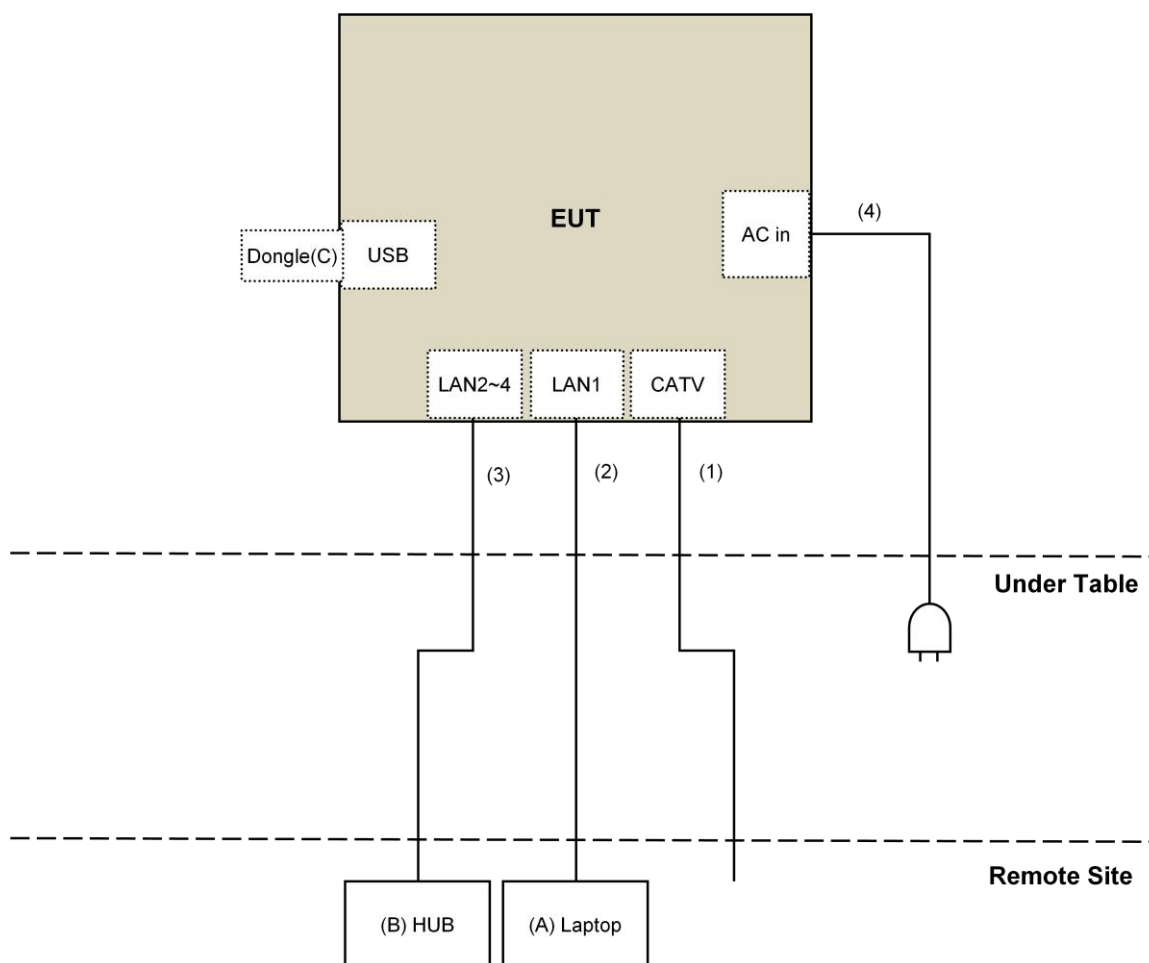 EUT
AC in
(4)
Dongle(C)
USB
LAN2~4
LAN1
CATV
(3)
(2)
(1)
Under Table
Remote Site
(B) HUB
(A) Laptop